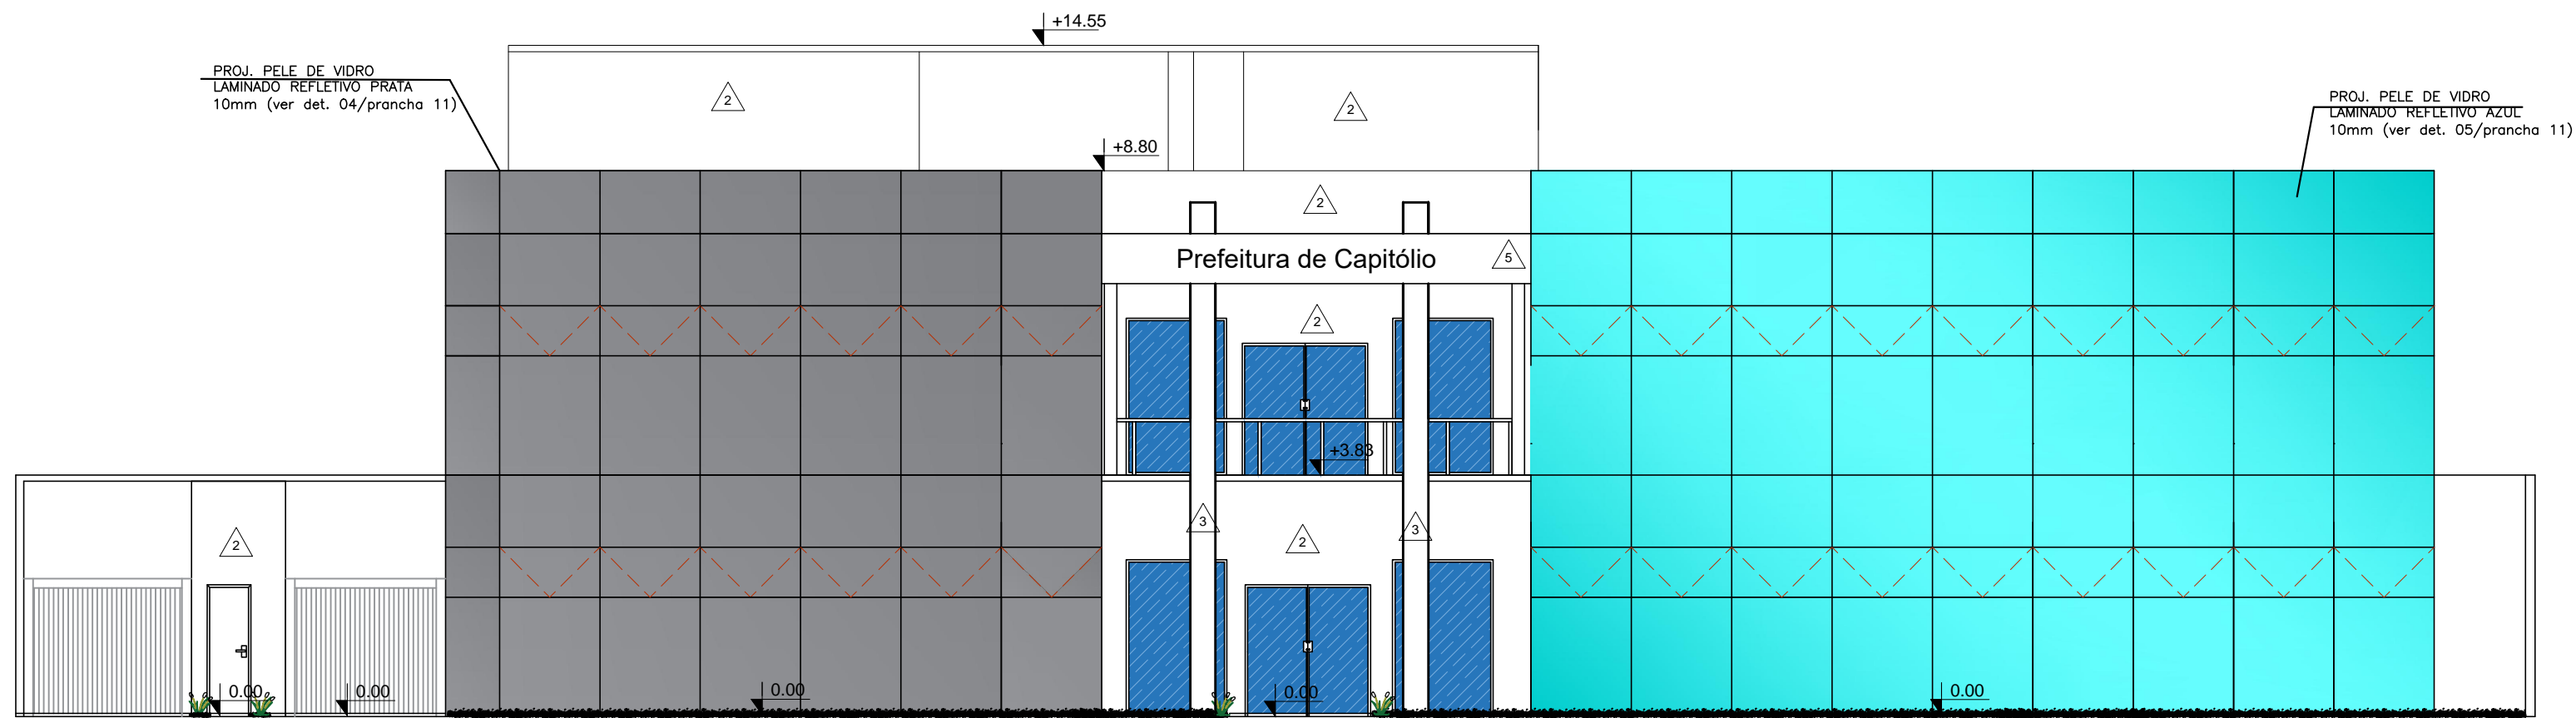 +14.55
PROJ. PELE DE VIDRO
LAMINADO REFLETIVO PRATA
10mm (ver det. 04/prancha 11)
2
2
PROJ. PELE DE VIDRO
LAMINADO REFLETIVO AZUL
10mm (ver det. 05/prancha 11)
+8.80
2
Prefeitura de Capitólio
5
2
+3.83
3
3
2
2
0.00
0.00
0.00
0.00
0.00